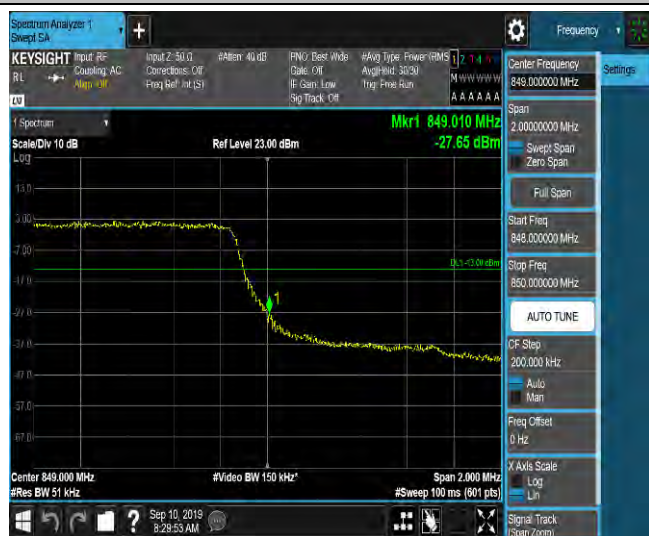 Spectrum Analyzer 1
Swept SA
+
Frequency
KEYSIGHT
RL
Input: RF
Coupling: AC
Align: Off
Input Z: 50 Ω
Corrections: Off
Freq Ref: Int (S)
#Atten: 40 dB
PNO: Best Wide
Gate: Off
IF Gain: Low
Sig Track: Off
#Avg Type: Power (RMS
Avg|Hold: 30/30
Trig: Free Run
M W W W W W
A A A A A A
LM
1 Spectrum
Scale/Div 10 dB
Log
Ref Level 23.00 dBm
Mkr1 849.010 MHz
-27.65 dBm
13.0
3.00
-7.00
DL1 -13.00 dBm
-17.0
-27.0
1
-37.0
-47.0
-57.0
-67.0
Center 849.000 MHz
#Res BW 51 kHz
#Video BW 150 kHz*
Span 2.000 MHz
#Sweep 100 ms (601 pts)
Sep 10, 2019
8:29:53 AM
?
Settings
Center Frequency
849.000000 MHz
Span
2.00000000 MHz
Swept Span
Zero Span
Full Span
Start Freq
848.000000 MHz
Stop Freq
850.000000 MHz
AUTO TUNE
CF Step
200.000 kHz
Auto
Man
Freq Offset
0 Hz
X Axis Scale
Log
Lin
Signal Track
(Span Zoom)